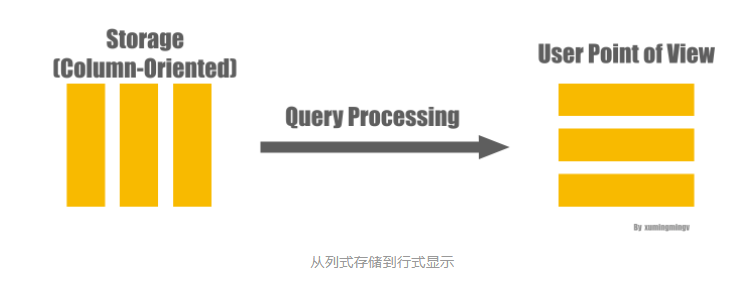 Storage
(Column-Oriented)
Query Processing
User Point of View
By xumingmingv
从列式存储到行式显示